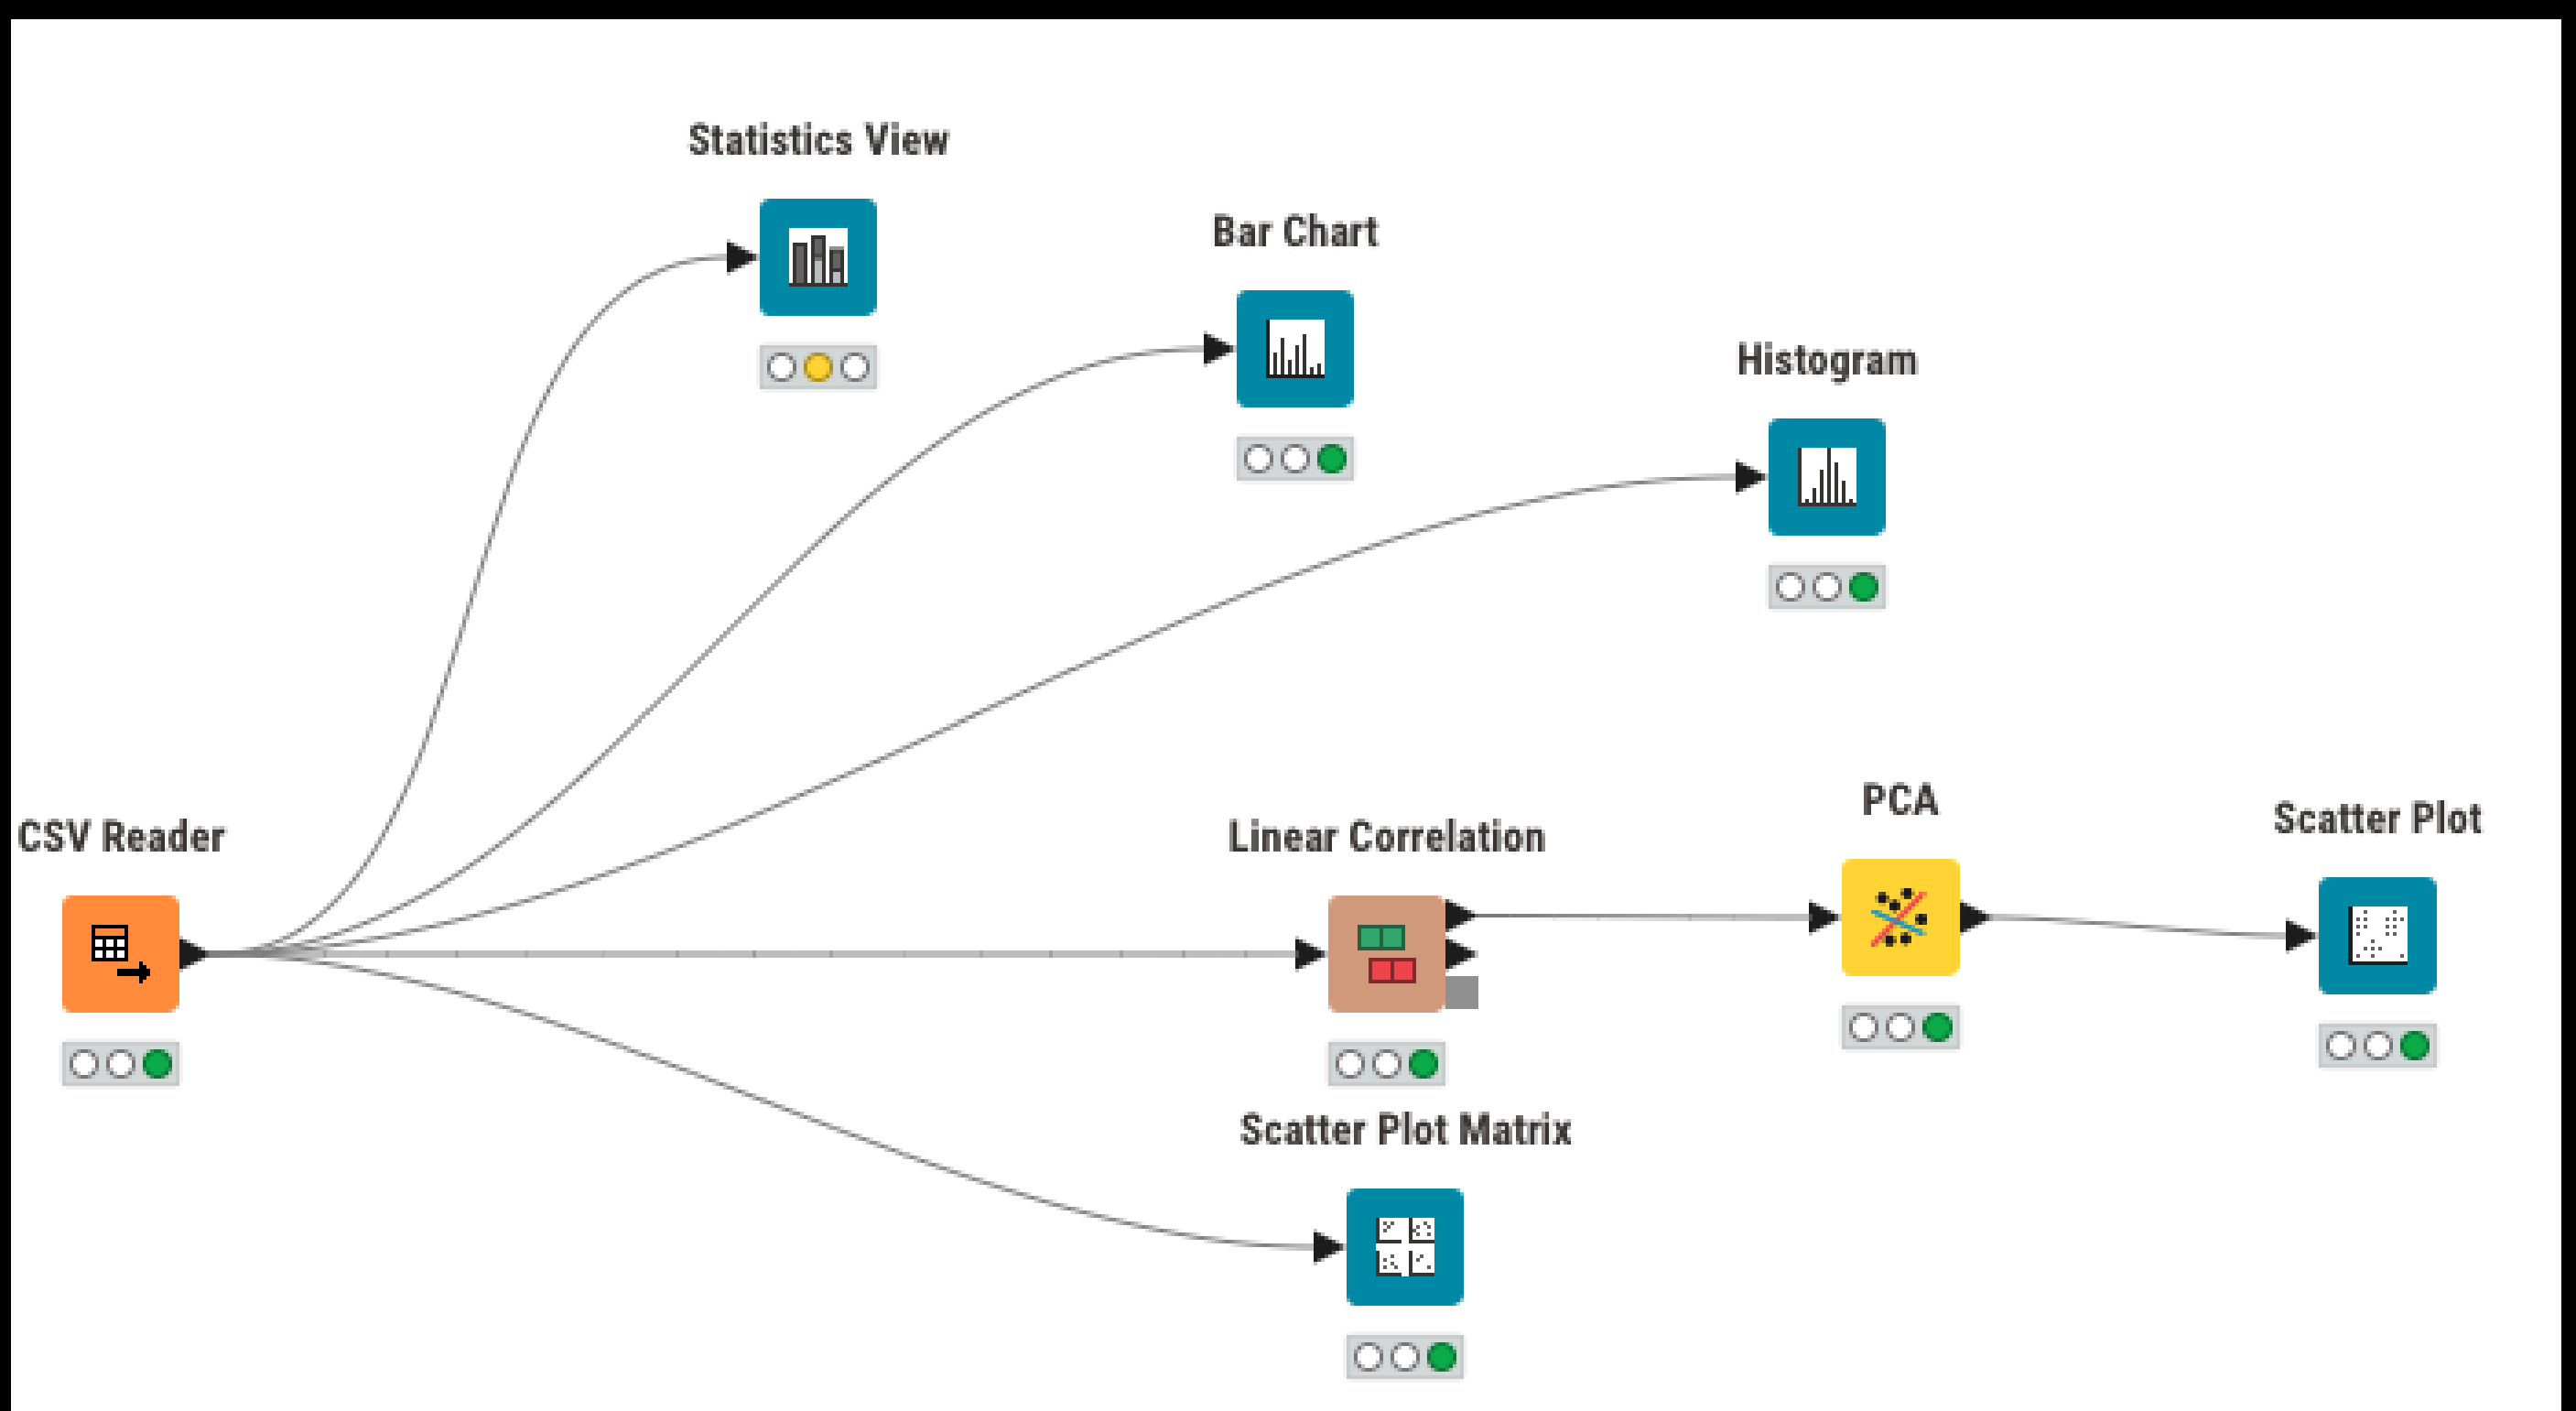 Statistics View
Bar Chart
Histogram
CSV Reader
Linear Correlation
PCA
Scatter Plot
Scatter Plot Matrix